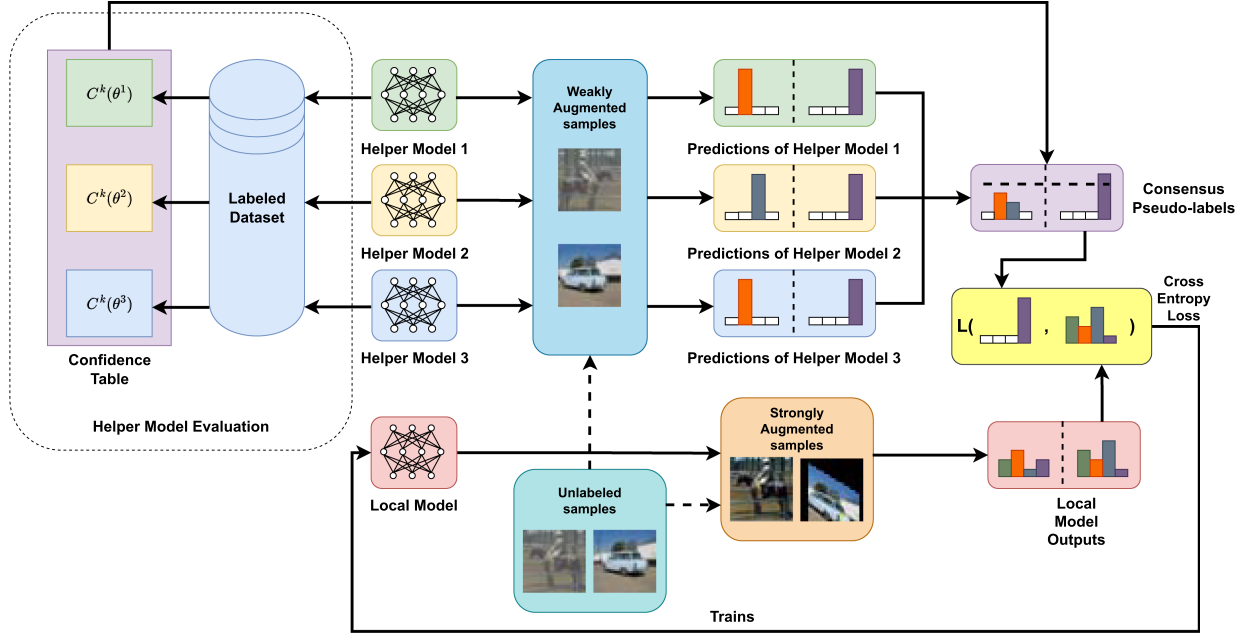 C^k(θ^1)
C^k(θ^2)
C^k(θ^3)
Confidence
Table
Labeled
Dataset
Helper Model Evaluation
Helper Model 1
Helper Model 2
Helper Model 3
Local Model
Weakly
Augmented
samples
Unlabeled
samples
Predictions of Helper Model 1
Predictions of Helper Model 2
Predictions of Helper Model 3
Strongly
Augmented
samples
Consensus
Pseudo-labels
Cross
Entropy
Loss
L( , )
Local
Model
Outputs
Trains